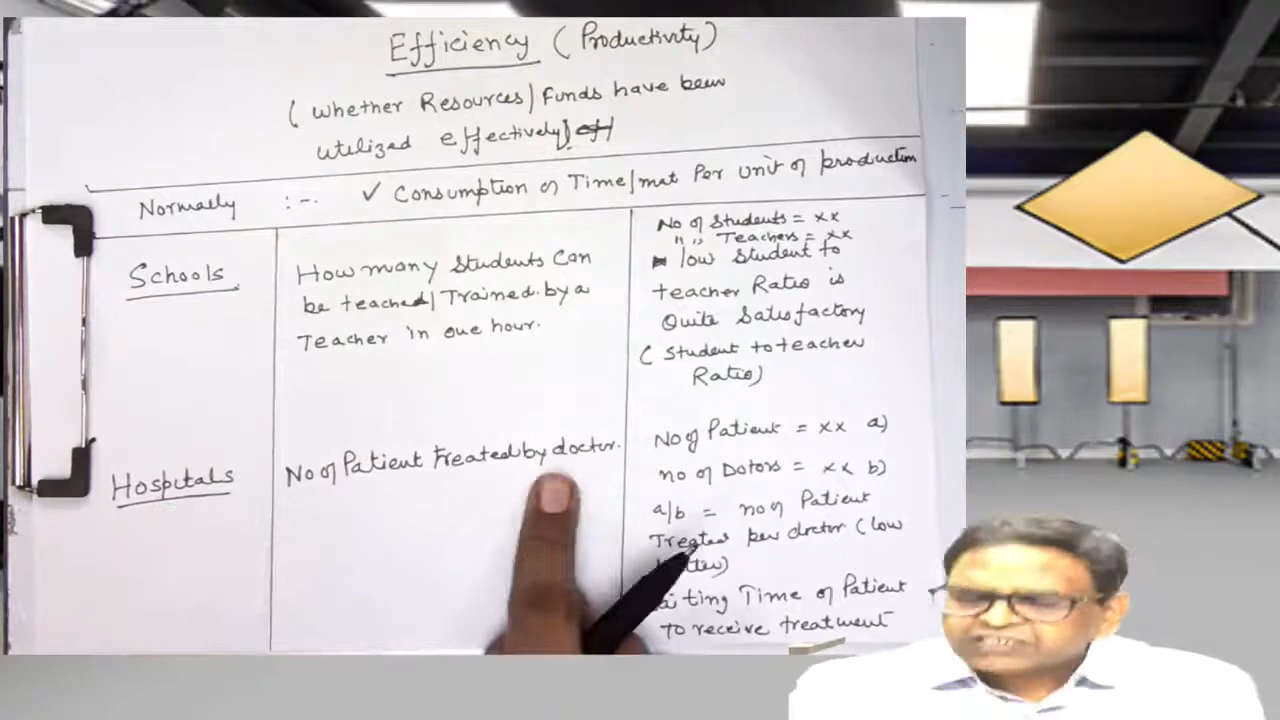 Efficiency (Productivity)
( Whether Resources/ Funds have been
utilized effectively)
Normally :-. ✓ Consumption of Time/mat Per unit of production
Schools
How many Students Can
be teached/ Trained by a
Teacher in one hour.
No of Students = xx
" " Teachers = xx
low Student to
teacher Ratio is
Quite Satisfactory
( Student to teacher
Ratio)
Hospitals
No of Patient treated by doctor.
No of Patient = xx a)
no of Dotors = xx b)
a/b = no of Patient
Treated per doctor (low
Time of Patient
to receive treatment